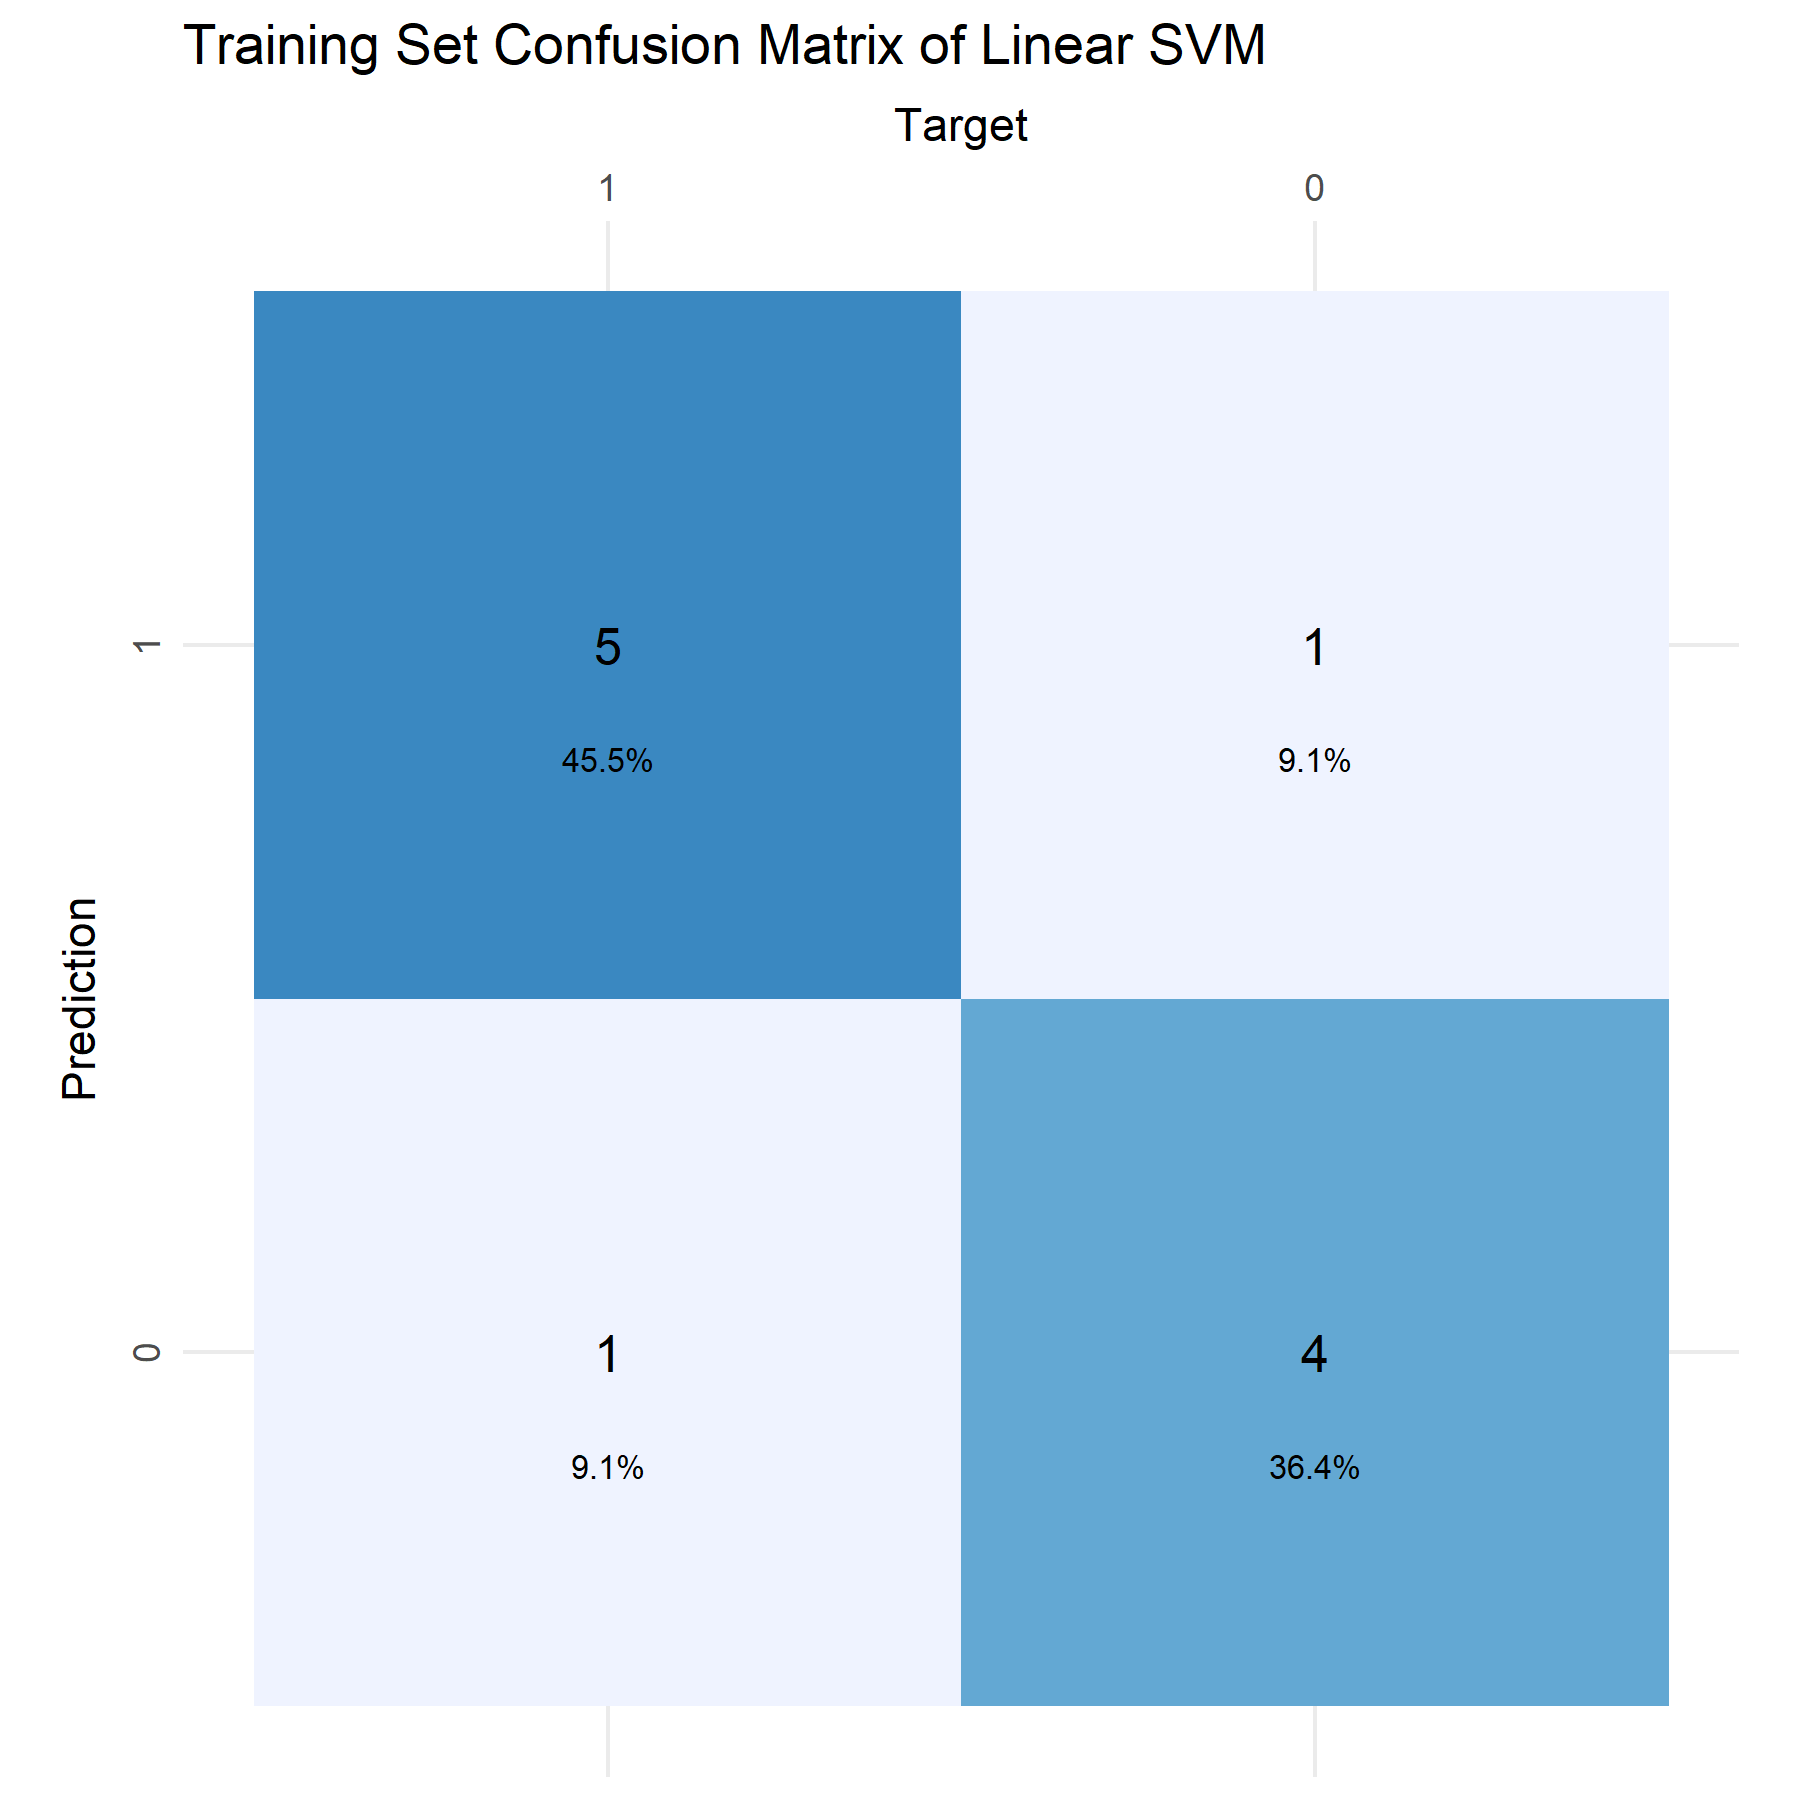 Training Set Confusion Matrix of Linear SVM
Target
1 0
1
5 1
45.5% 9.1%
Prediction
0
1 4
9.1% 36.4%